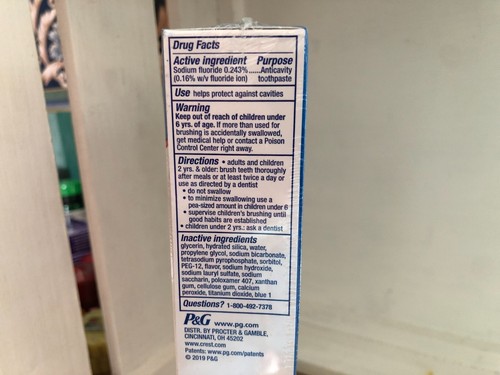 Drug Facts
Active ingredient Purpose
Sodium fluoride 0.243%......Anticavity
(0.16% w/v fluoride ion) toothpaste
Use helps protect against cavities
Warning
Keep out of reach of children under
6 yrs. of age. If more than used for
brushing is accidentally swallowed,
get medical help or contact a Poison
Control Center right away.
Directions • adults and children
2 yrs. & older: brush teeth thoroughly
after meals or at least twice a day or
use as directed by a dentist
• do not swallow
• to minimize swallowing use a
pea-sized amount in children under 6
• supervise children's brushing until
good habits are established
• children under 2 yrs.: ask a dentist
Inactive ingredients
glycerin, hydrated silica, water,
propylene glycol, sodium bicarbonate,
tetrasodium pyrophosphate, sorbitol,
PEG-12, flavor, sodium hydroxide,
sodium lauryl sulfate, sodium
saccharin, poloxamer 407, xanthan
gum, cellulose gum, calcium
peroxide, titanium dioxide, blue 1
Questions? 1-800-492-7378
P&G www.pg.com
DISTR. BY PROCTER & GAMBLE,
CINCINNATI, OH 45202
www.crest.com
Patents: www.pg.com/patents
© 2019 P&G